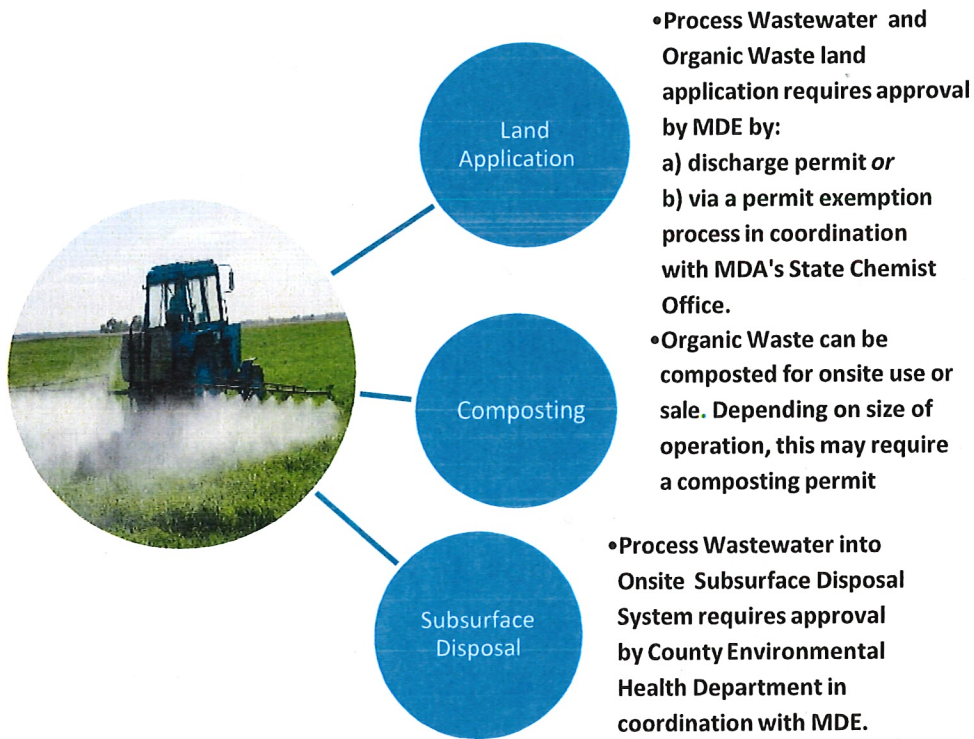 Land
Application
•Process Wastewater and
Organic Waste land
application requires approval
by MDE by:
a) discharge permit or
b) via a permit exemption
process in coordination
with MDA's State Chemist
Office.
Composting
•Organic Waste can be
composted for onsite use or
sale. Depending on size of
operation, this may require
a composting permit
Subsurface
Disposal
•Process Wastewater into
Onsite Subsurface Disposal
System requires approval
by County Environmental
Health Department in
coordination with MDE.